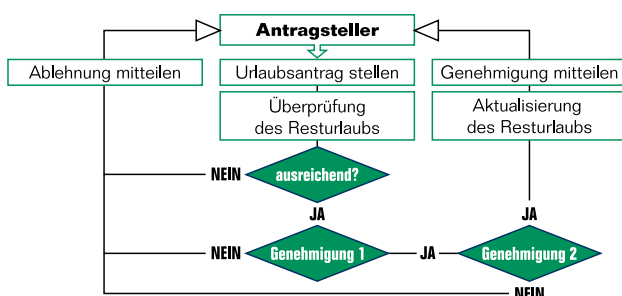 Antragsteller
Ablehnung mitteilen
Urlaubsantrag stellen
Genehmigung mitteilen
Überprüfung
des Resturlaubs
Aktualisierung
des Resturlaubs
NEIN
ausreichend?
JA
JA
NEIN
Genehmigung 1
JA
Genehmigung 2
NEIN